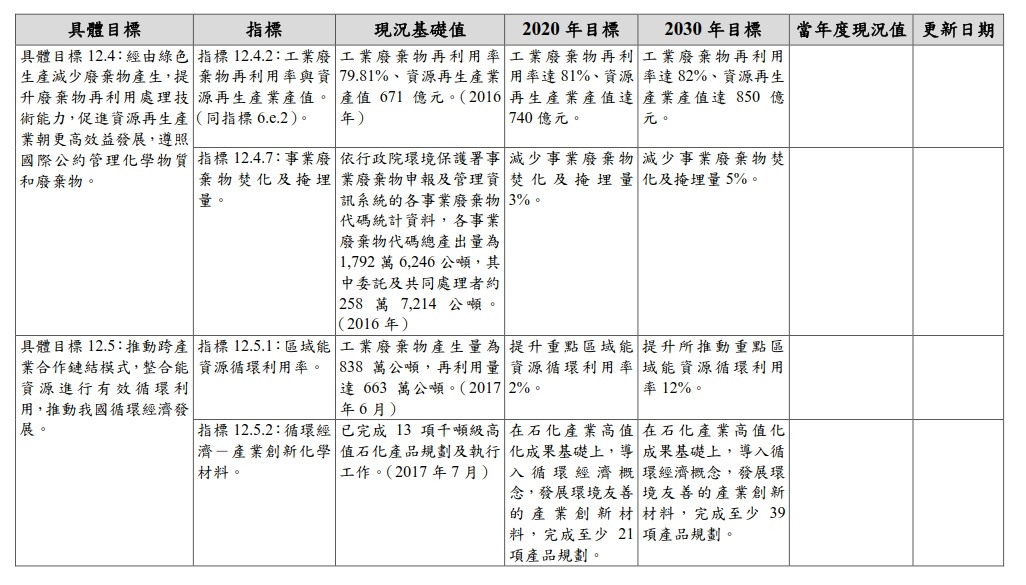 具體目標
指標
現況基礎值
2020 年目標
2030 年目標
當年度現況值
更新日期
具體目標 12.4：經由綠色
生產減少廢棄物產生，提
升廢棄物再利用處理技
術能力，促進資源再生產
業朝更高效益發展，遵照
國際公約管理化學物質
和廢棄物。
指標 12.4.2：工業廢
棄物再利用率與資
源再生產業產值。
(同指標 6.e.2)。
工業廢棄物再利用率
79.81%、資源再生產業
產值 671 億元。(2016
年)
工業廢棄物再利
用率達 81%、資源
再生產業產值達
740 億元。
工業廢棄物再利用
率達 82%、資源再生
產業產值達 850 億
元。
指標 12.4.7：事業廢
棄物焚化及掩埋
量。
依行政院環境保護署事
業廢棄物申報及管理資
訊系統的各事業廢棄物
代碼統計資料，各事業
廢棄物代碼總產出量為
1,792 萬 6,246 公噸，其
中委託及共同處理者約
258 萬 7,214 公噸。
(2016 年)
減少事業廢棄物
焚化及掩埋量
3%。
減少事業廢棄物焚
化及掩埋量 5%。
具體目標 12.5：推動跨產
業合作鏈結模式，整合能
資源進行有效循環利
用，推動我國循環經濟發
展。
指標 12.5.1：區域能
資源循環利用率。
工業廢棄物產生量為
838 萬公噸，再利用量
達 663 萬公噸。(2017
年 6 月)
提升重點區域能
資源循環利用率
2%。
提升所推動重點區
域能資源循環利用
率 12%。
指標 12.5.2：循環經
濟－產業創新化學
材料。
已完成 13 項千噸級高
值石化產品規劃及執行
工作。(2017 年 7 月)
在石化產業高值
化成果基礎上，導
入循環經濟概
念，發展環境友善
的產業創新材
料，完成至少 21
項產品規劃。
在石化產業高值化
成果基礎上，導入循
環經濟概念，發展環
境友善的產業創新
材料，完成至少 39
項產品規劃。